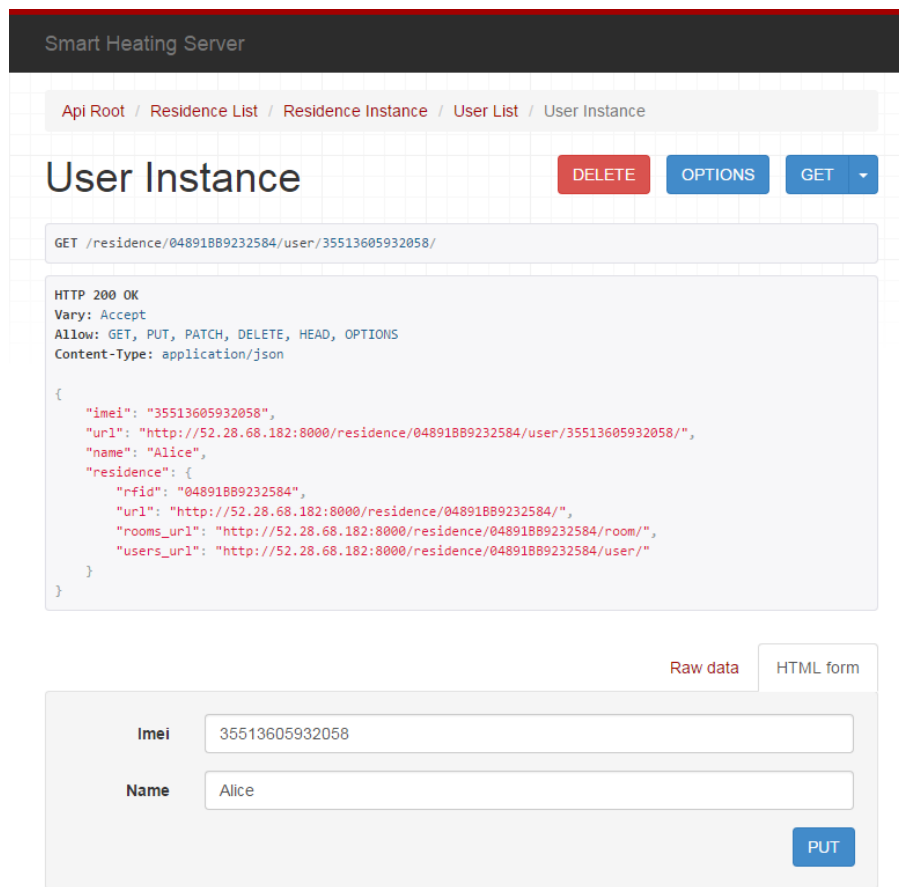 Smart Heating Server
Api Root / Residence List / Residence Instance / User List / User Instance
User Instance
DELETE
OPTIONS
GET
GET /residence/04891BB9232584/user/35513605932058/
HTTP 200 OK
Vary: Accept
Allow: GET, PUT, PATCH, DELETE, HEAD, OPTIONS
Content-Type: application/json
{
"imei": "35513605932058",
"url": "http://52.28.68.182:8000/residence/04891BB9232584/user/35513605932058/",
"name": "Alice",
"residence": {
"rfid": "04891BB9232584",
"url": "http://52.28.68.182:8000/residence/04891BB9232584/",
"rooms_url": "http://52.28.68.182:8000/residence/04891BB9232584/room/",
"users_url": "http://52.28.68.182:8000/residence/04891BB9232584/user/"
}
}
Raw data
HTML form
Imei 35513605932058
Name Alice
PUT